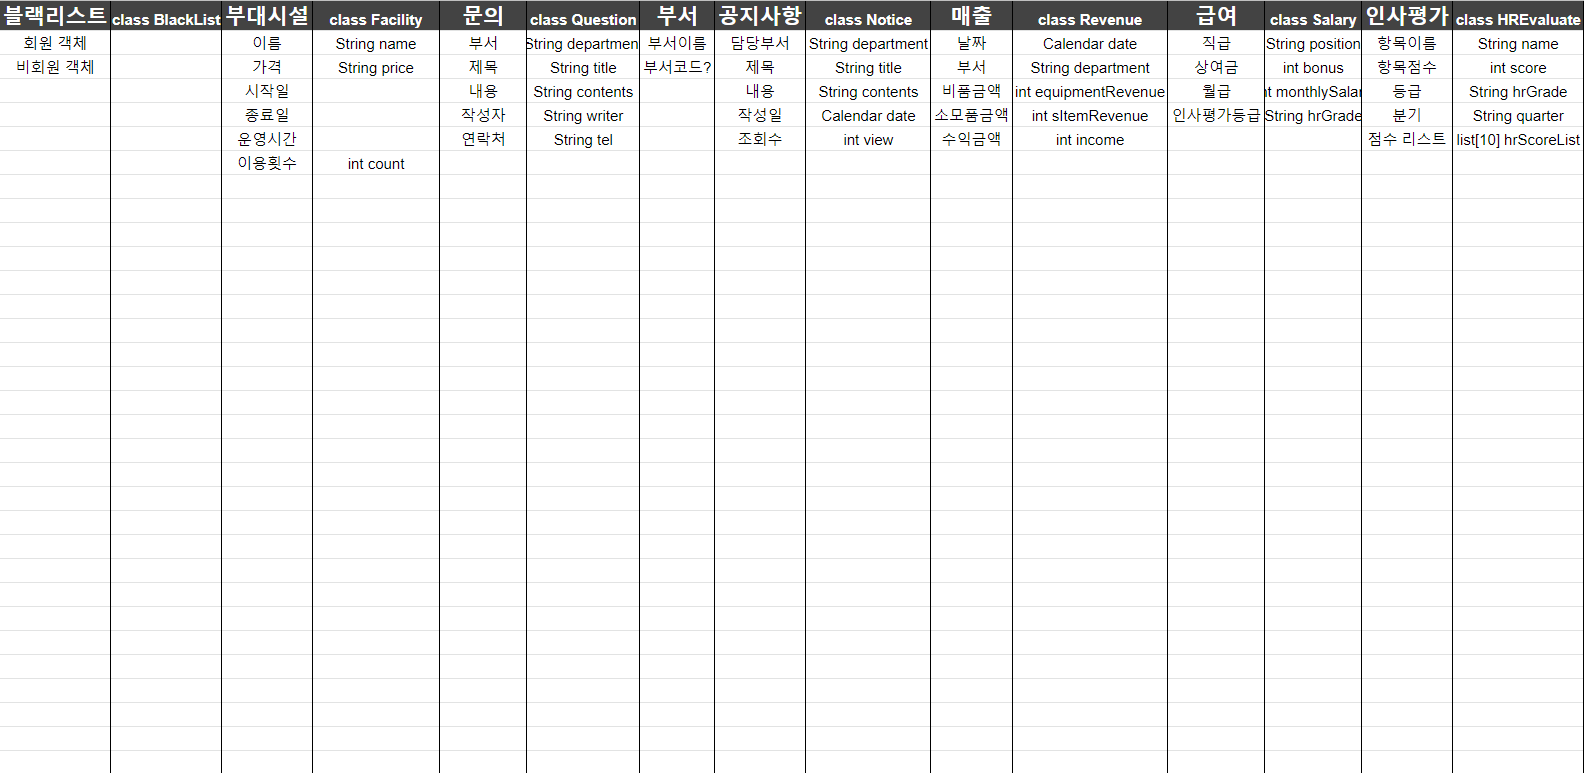 블랙리스트 class BlackList 부대시설 class Facility 문의 class Question 부서 공지사항 class Notice 매출 class Revenue 급여 class Salary 인사평가 class HREvaluate
회원 객체 이름 String name 부서 String departmen 부서이름 담당부서 String department 날짜 Calendar date 직급 String position 항목이름 String name
비회원 객체 가격 String price 제목 String title 부서코드? 제목 String title 부서 String department 상여금 int bonus 항목점수 int score
시작일 내용 String contents 내용 String contents 비품금액 int equipmentRevenue 월급 nt monthlySalar 등급 String hrGrade
종료일 작성자 String writer 작성일 Calendar date 소모품금액 int sItemRevenue 인사평가등급 String hrGrade 분기 String quarter
운영시간 연락처 String tel 조회수 int view 수익금액 int income 점수 리스트 list[10] hrScoreList
이용횟수 int count